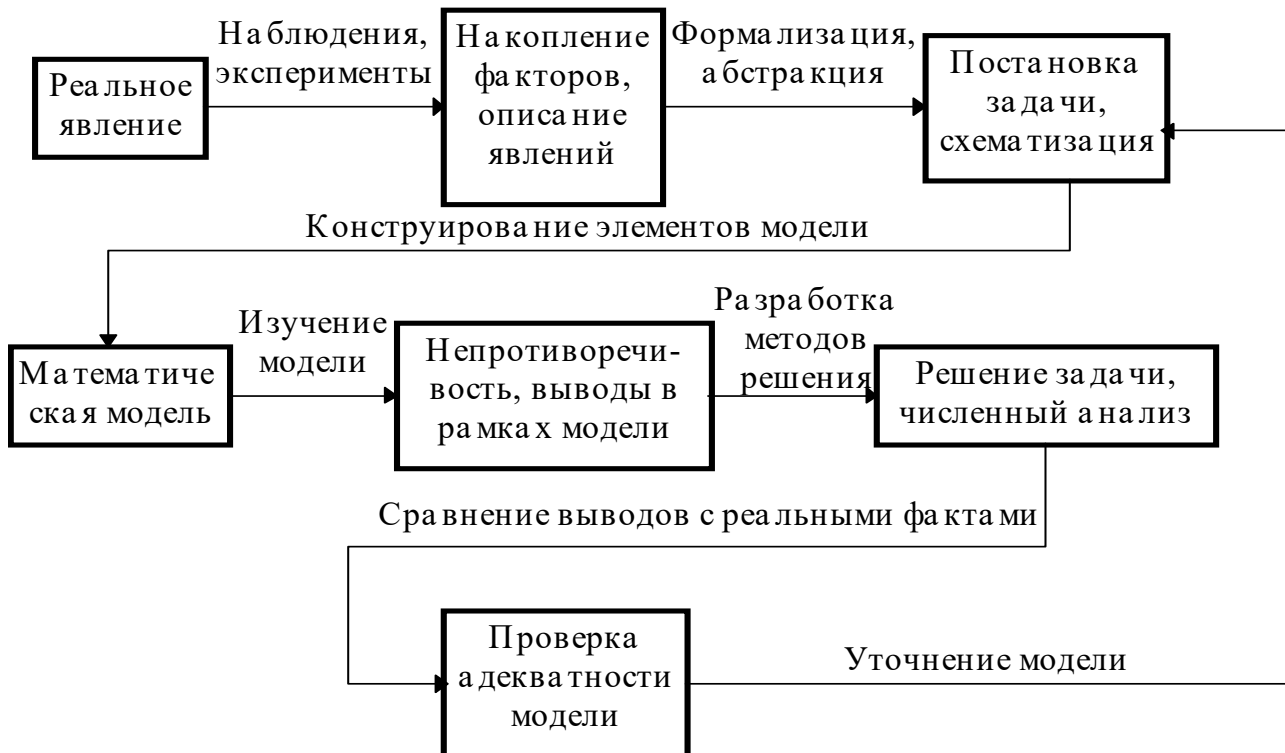 Реальное
явление
Наблюдения,
эксперименты
Накопление
факторов,
описание
явлений
Формализация,
абстракция
Постановка
задачи,
схематизация
Конструирование элементов модели
Математиче
ская модель
Изучение
модели
Непротиворечи-
вость, выводы в
рамках модели
Разработка
методов
решения
Решение задачи,
численный анализ
Сравнение выводов с реальными фактами
Проверка
адекватности
модели
Уточнение модели